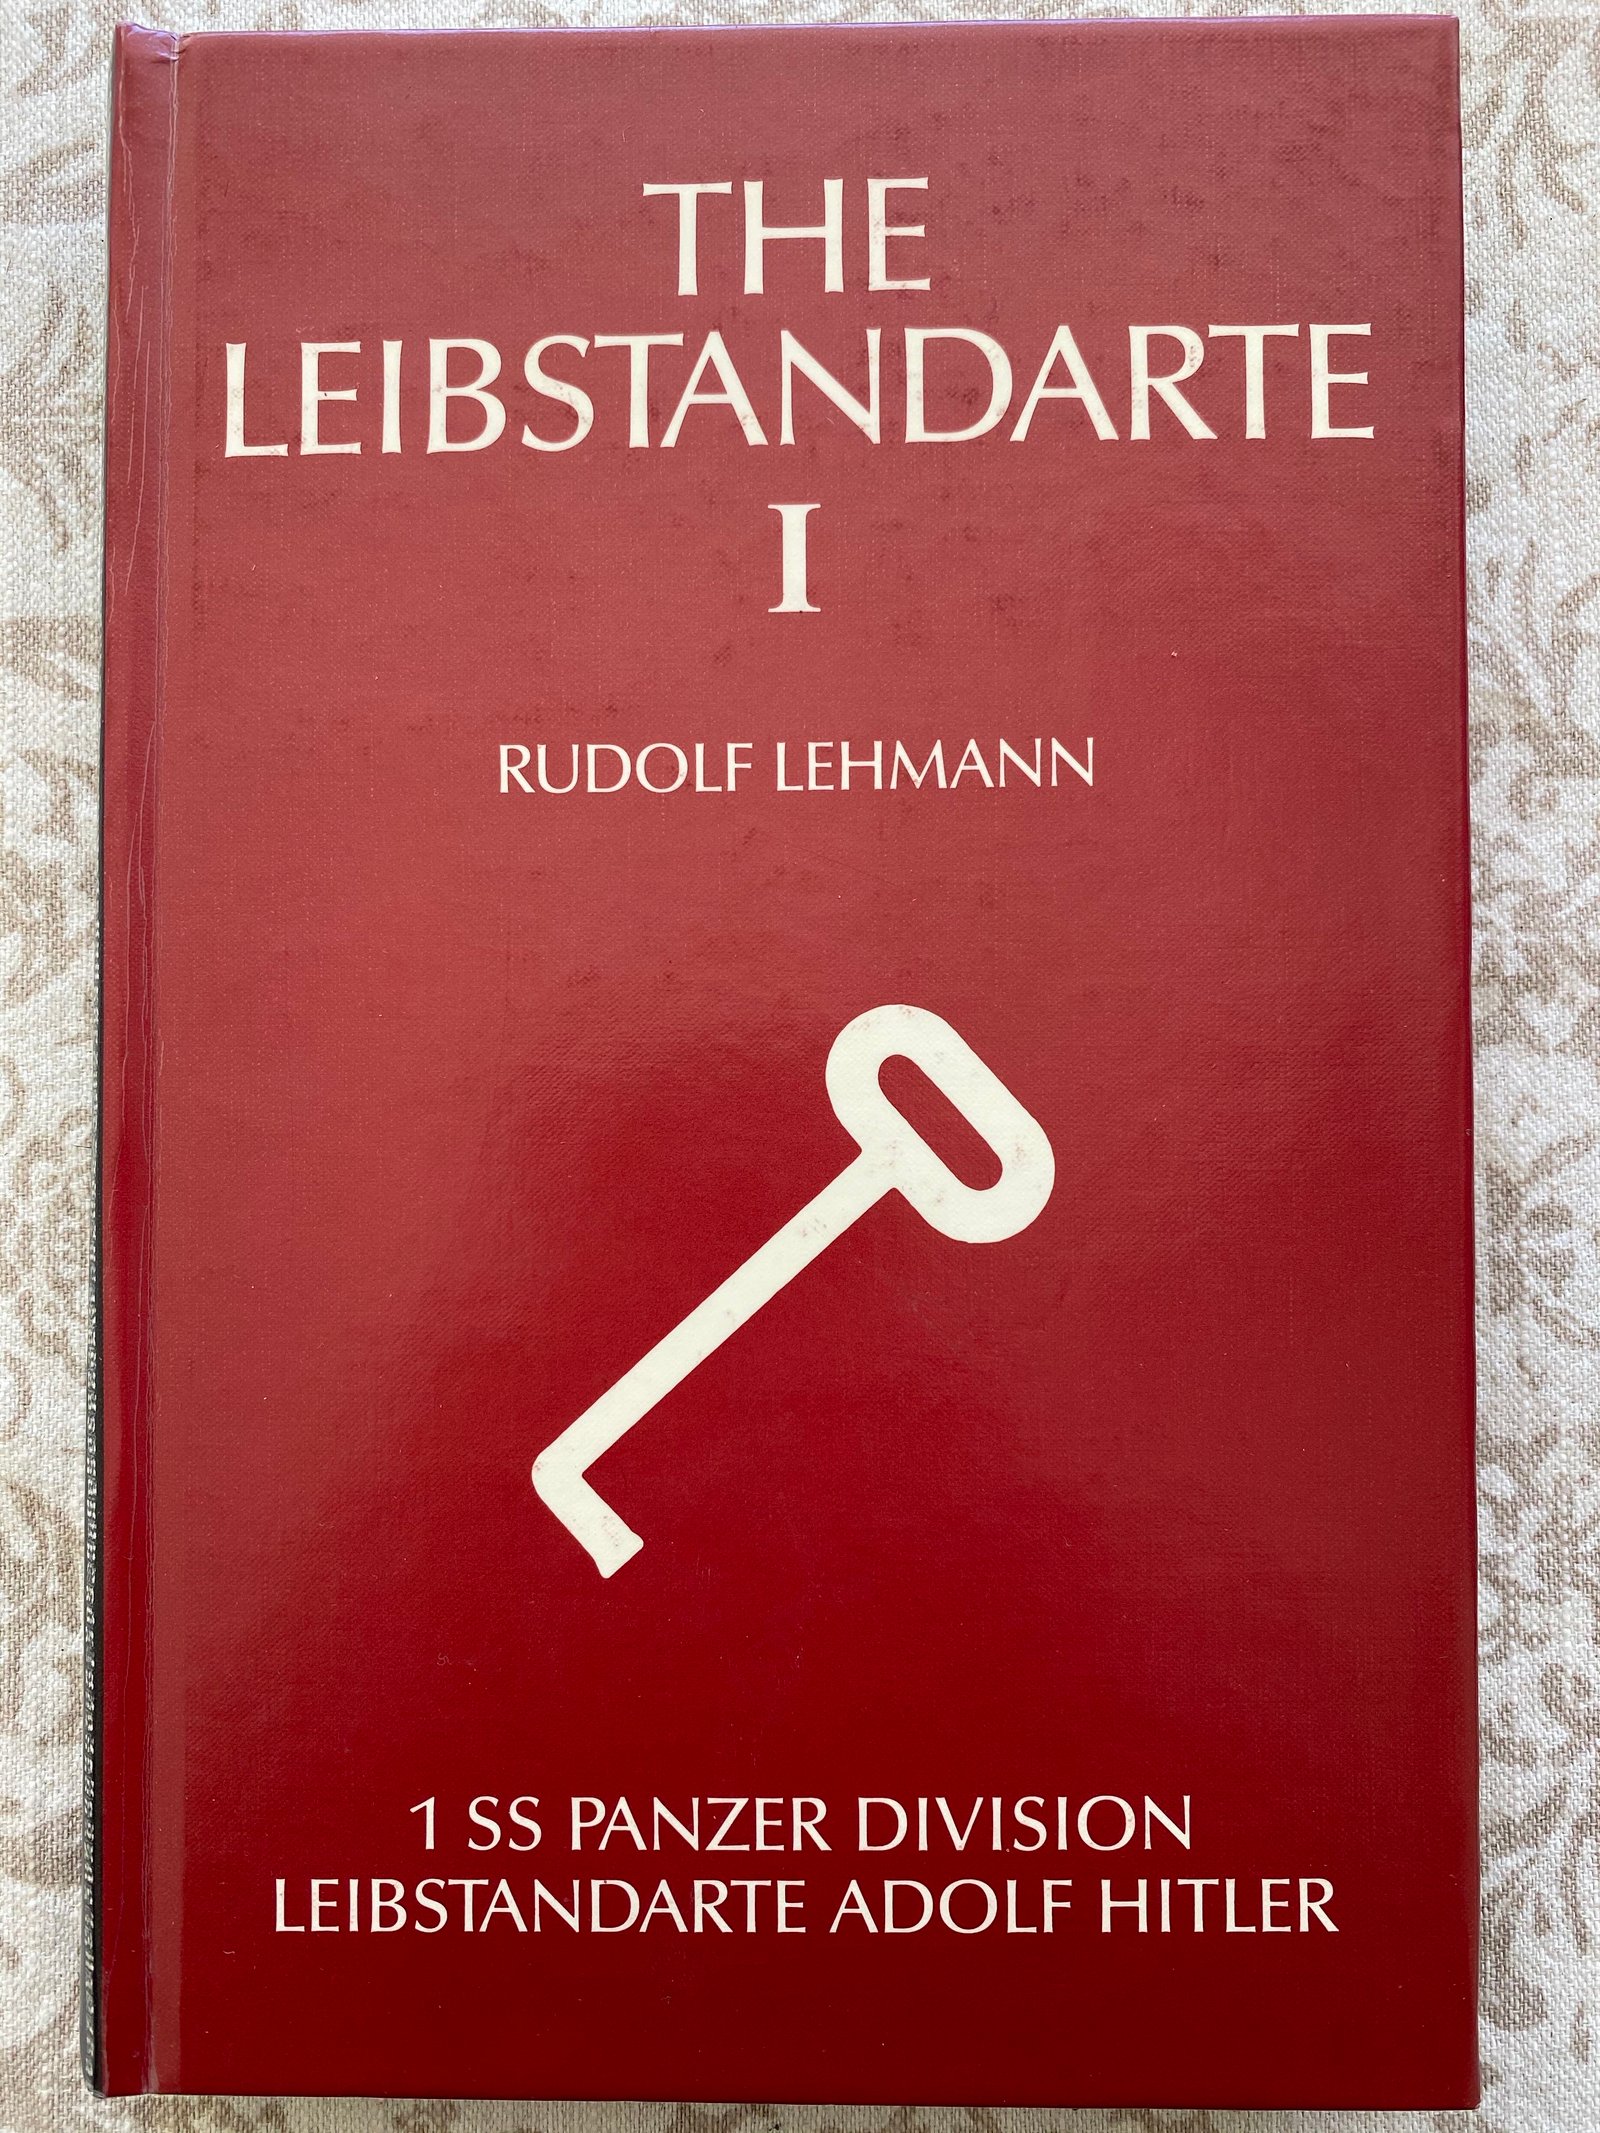 THE
LEIBSTANDARTE
I
RUDOLF LEHMANN
1 SS PANZER DIVISION
LEIBSTANDARTE ADOLF HITLER